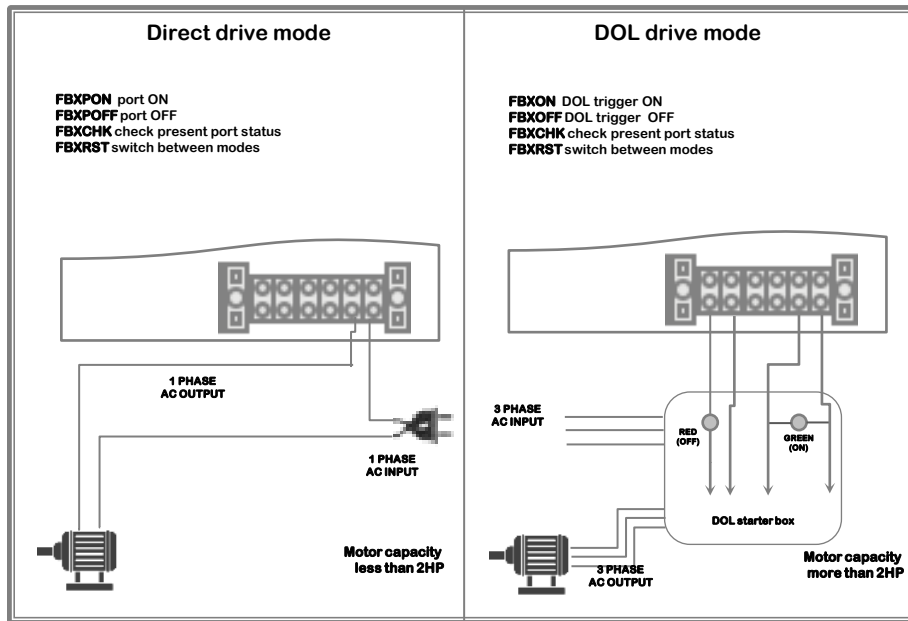 Direct drive mode
FBXPON port ON
FBXPOFF port OFF
FBXCHK check present port status
FBXRST switch between modes
1 PHASE
AC OUTPUT
1 PHASE
AC INPUT
Motor capacity
less than 2HP
DOL drive mode
FBXON DOL trigger ON
FBXOFF DOL trigger OFF
FBXCHK check present port status
FBXRST switch between modes
3 PHASE
AC INPUT
RED
(OFF)
GREEN
(ON)
DOL starter box
3 PHASE
AC OUTPUT
Motor capacity
more than 2HP